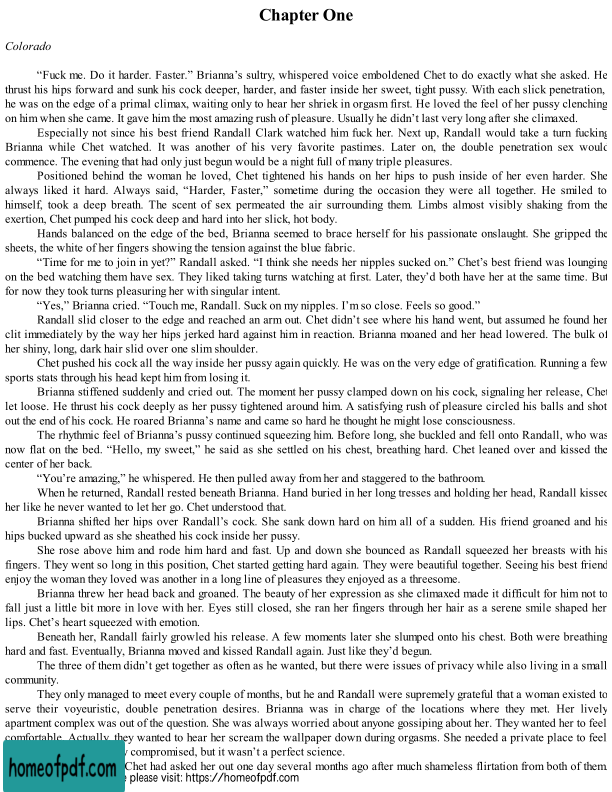 Chapter One
Colorado
“Fuck me. Do it harder. Faster.” Brianna’s sultry, whispered voice emboldened Chet to do exactly what she asked. He
thrust his hips forward and sunk his cock deeper, harder, and faster inside her sweet, tight pussy. With each slick penetration,
he was on the edge of a primal climax, waiting only to hear her shriek in orgasm first. He loved the feel of her pussy clenching
on him when she came. It gave him the most amazing rush of pleasure. Usually he didn’t last very long after she climaxed.
Especially not since his best friend Randall Clark watched him fuck her. Next up, Randall would take a turn fucking
Brianna while Chet watched. It was another of his very favorite pastimes. Later on, the double penetration sex would
commence. The evening that had only just begun would be a night full of many triple pleasures.
Positioned behind the woman he loved, Chet tightened his hands on her hips to push inside of her even harder. She
always liked it hard. Always said, “Harder, Faster,” sometime during the occasion they were all together. He smiled to
himself, took a deep breath. The scent of sex permeated the air surrounding them. Limbs almost visibly shaking from the
exertion, Chet pumped his cock deep and hard into her slick, hot body.
Hands balanced on the edge of the bed, Brianna seemed to brace herself for his passionate onslaught. She gripped the
sheets, the white of her fingers showing the tension against the blue fabric.
“Time for me to join in yet?” Randall asked. “I think she needs her nipples sucked on.” Chet’s best friend was lounging
on the bed watching them have sex. They liked taking turns watching at first. Later, they’d both have her at the same time. But
for now they took turns pleasuring her with singular intent.
“Yes,” Brianna cried. “Touch me, Randall. Suck on my nipples. I’m so close. Feels so good.”
Randall slid closer to the edge and reached an arm out. Chet didn’t see where his hand went, but assumed he found her
clit immediately by the way her hips jerked hard against him in reaction. Brianna moaned and her head lowered. The bulk of
her shiny, long, dark hair slid over one slim shoulder.
Chet pushed his cock all the way inside her pussy again quickly. He was on the very edge of gratification. Running a few
sports stats through his head kept him from losing it.
Brianna stiffened suddenly and cried out. The moment her pussy clamped down on his cock, signaling her release, Chet
let loose. He thrust his cock deeply as her pussy tightened around him. A satisfying rush of pleasure circled his balls and shot
out the end of his cock. He roared Brianna’s name and came so hard he thought he might lose consciousness.
The rhythmic feel of Brianna’s pussy continued squeezing him. Before long, she buckled and fell onto Randall, who was
now flat on the bed. “Hello, my sweet,” he said as she settled on his chest, breathing hard. Chet leaned over and kissed the
center of her back.
“You’re amazing,” he whispered. He then pulled away from her and staggered to the bathroom.
When he returned, Randall rested beneath Brianna. Hand buried in her long tresses and holding her head, Randall kissed
her like he never wanted to let her go. Chet understood that.
Brianna shifted her hips over Randall’s cock. She sank down hard on him all of a sudden. His friend groaned and his
hips bucked upward as she sheathed his cock inside her pussy.
She rose above him and rode him hard and fast. Up and down she bounced as Randall squeezed her breasts with his
fingers. They went so long in this position, Chet started getting hard again. They were beautiful together. Seeing his best friend
enjoy the woman they loved was another in a long line of pleasures they enjoyed as a threesome.
Brianna threw her head back and groaned. The beauty of her expression as she climaxed made it difficult for him not to
fall just a little bit more in love with her. Eyes still closed, she ran her fingers through her hair as a serene smile shaped her
lips. Chet’s heart squeezed with emotion.
Beneath her, Randall fairly growled his release. A few moments later she slumped onto his chest. Both were breathing
hard and fast. Eventually, Brianna moved and kissed Randall again. Just like they’d begun.
The three of them didn’t get together as often as he wanted, but there were issues of privacy while also living in a small
community.
They only managed to meet every couple of months, but he and Randall were supremely grateful that a woman existed to
serve their voyeuristic, double penetration desires. Brianna was in charge of the locations where they met. Her lively
apartment complex was out of the question. She was always worried about anyone gossiping about her. They wanted her to feel
comfortable. Actually, they wanted to hear her scream the wallpaper down during orgasms. She needed a private place to feel
compromised, but it wasn’t a perfect science.
Chet had asked her out one day several months ago after much shameless flirtation from both of them.
homeofpdf.com
please visit: https://homeofpdf.com